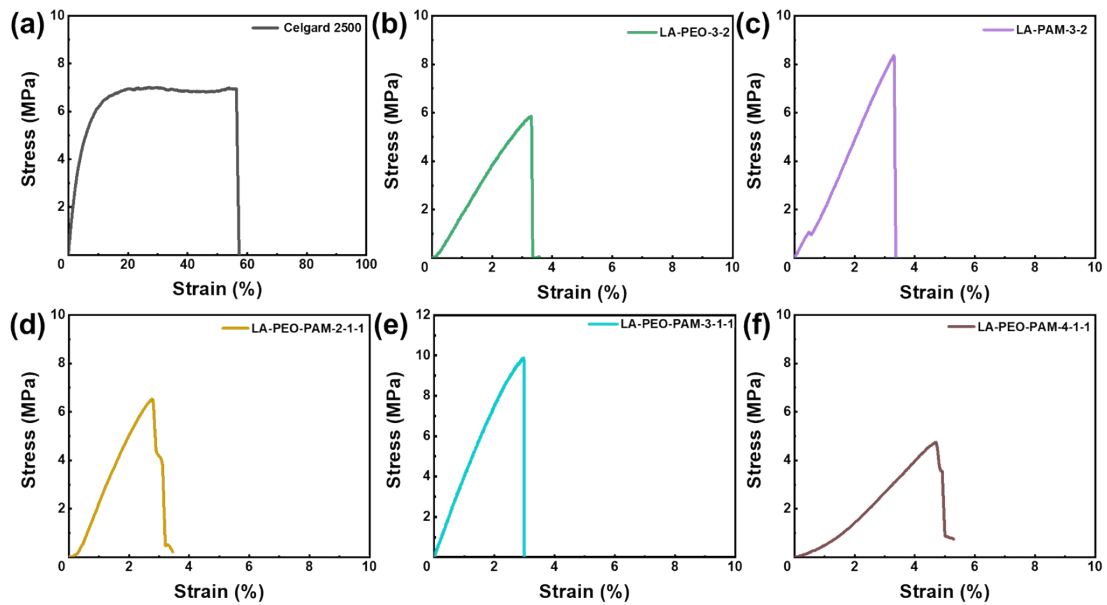 (a)
Celgard 2500
10
8
6
4
2
0
20
40
60
80
100
Stress (MPa)
Strain (%)
(b)
LA-PEO-3-2
10
8
6
4
2
0
2
4
6
8
10
Stress (MPa)
Strain (%)
(c)
LA-PAM-3-2
10
8
6
4
2
0
2
4
6
8
10
Stress (MPa)
Strain (%)
(d)
LA-PEO-PAM-2-1-1
10
8
6
4
2
0
2
4
6
8
10
Stress (MPa)
Strain (%)
(e)
LA-PEO-PAM-3-1-1
12
10
8
6
4
2
0
2
4
6
8
10
Stress (MPa)
Strain (%)
(f)
LA-PEO-PAM-4-1-1
10
8
6
4
2
0
2
4
6
8
10
Stress (MPa)
Strain (%)